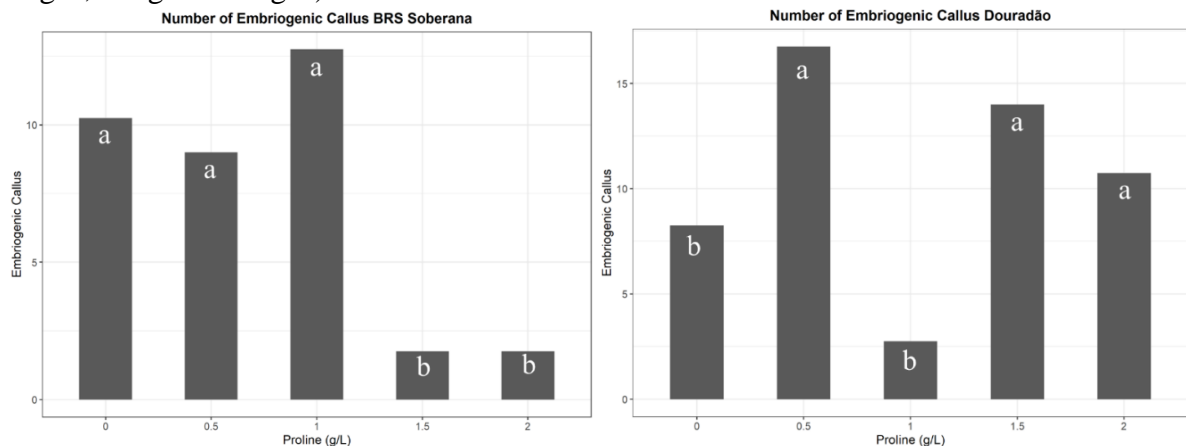 Number of Embriogenic Callus BRS Soberana
Embriogenic Callus
10
5
0
a
a
a
b
b
0 0.5 1 1.5 2
Proline (g/L)
Number of Embriogenic Callus Douradão
Embriogenic Callus
15
10
5
0
b
a
b
a
a
0 0.5 1 1.5 2
Proline (g/L)